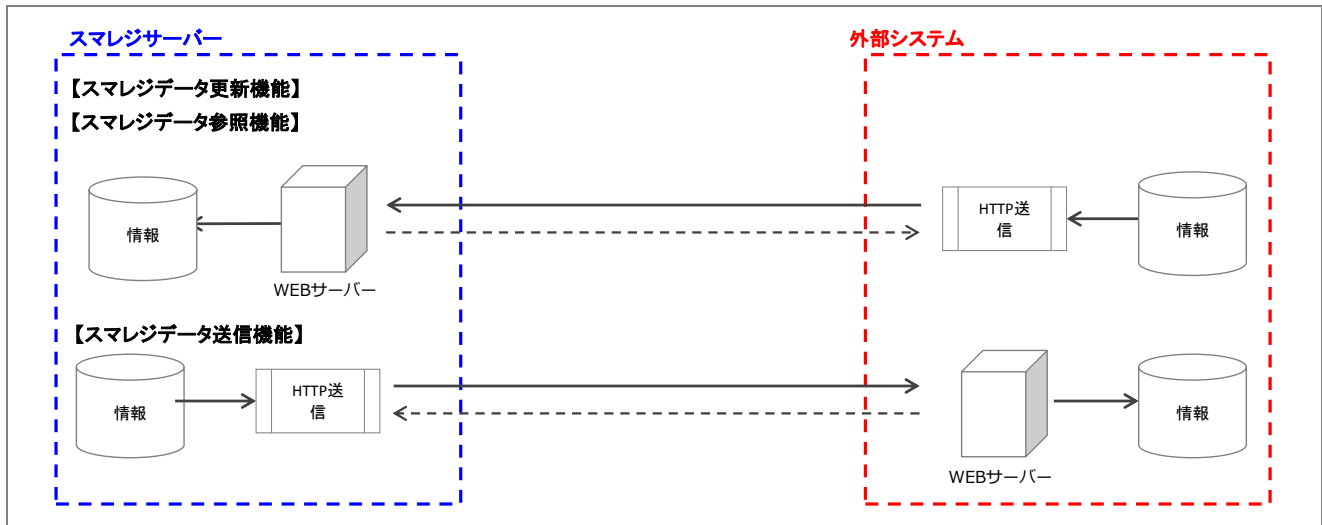 スマレジサーバー
外部システム
【スマレジデータ更新機能】
【スマレジデータ参照機能】
情報
WEBサーバー
HTTP送
信
情報
【スマレジデータ送信機能】
情報
HTTP送
信
WEBサーバー
情報